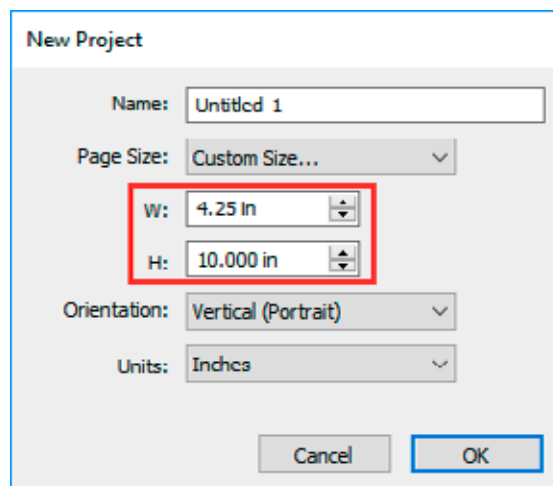 New Project
Name: Untitled 1
Page Size: Custom Size...
W: 4.25 in
H: 10.000 in
Orientation: Vertical (Portrait)
Units: Inches
Cancel OK